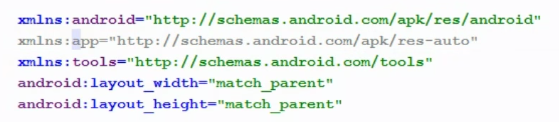 xmlns:android="http://schemas.android.com/apk/res/android"
xmlns:app="http://schemas.android.com/apk/res-auto"
xmlns:tools="http://schemas.android.com/tools"
android:layout_width="match_parent"
android:layout_height="match_parent"